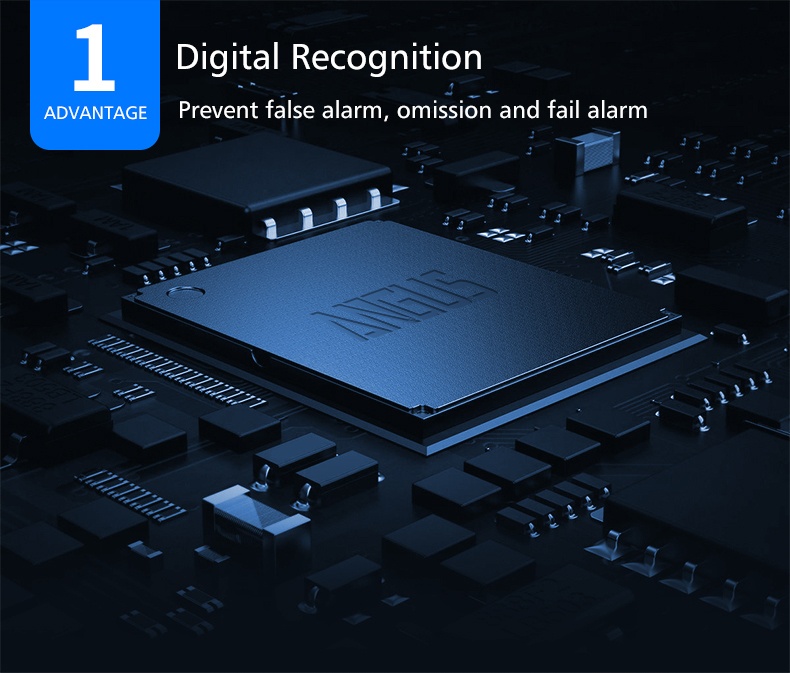 1
ADVANTAGE
Digital Recognition
Prevent false alarm, omission and fail alarm
ANGUS